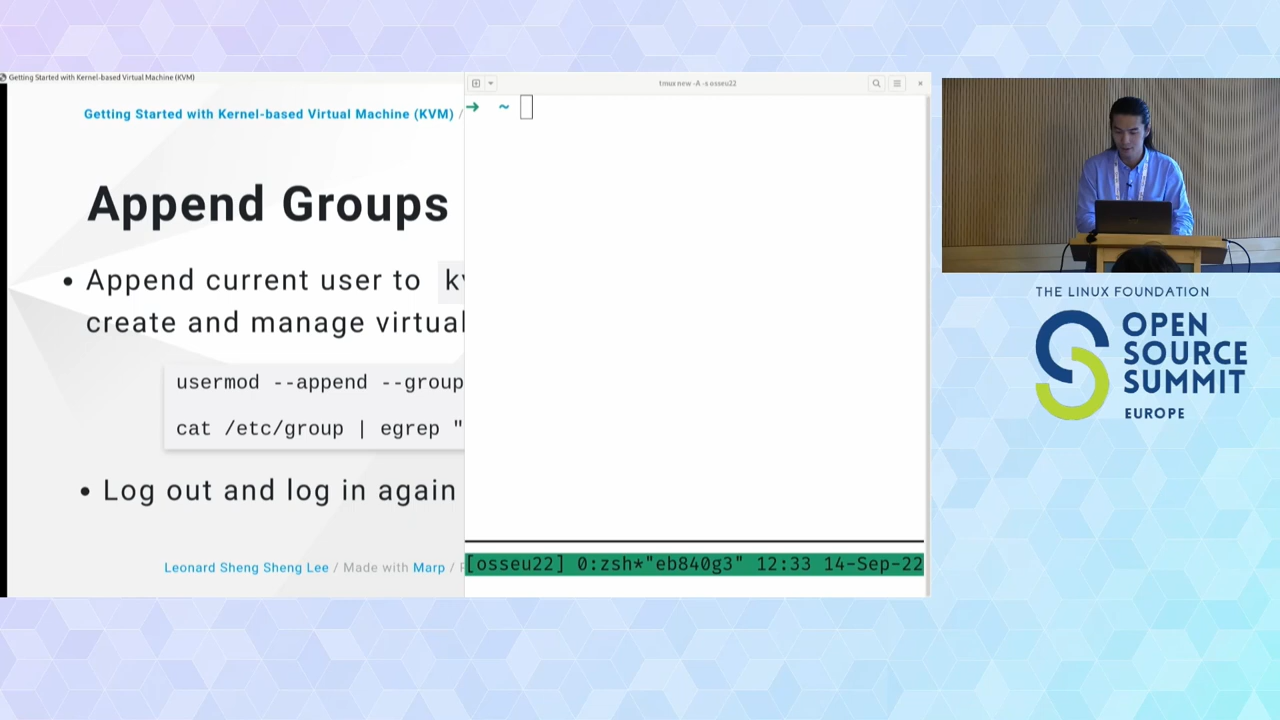 Getting Started with Kernel-based Virtual Machine (KVM)
Getting Started with Kernel-based Virtual Machine (KVM) /
Append Groups
• Append current user to
create and manage virtual
usermod --append --group
cat /etc/group | egrep "
• Log out and log in again
Leonard Sheng Sheng Lee / Made with Marp /
tmux new -A -s osseu22
→ ~
[osseu22] 0:zsh*"eb840g3" 12:33 14-Sep-22
THE LINUX FOUNDATION
OPEN
SOURCE
SUMMIT
EUROPE